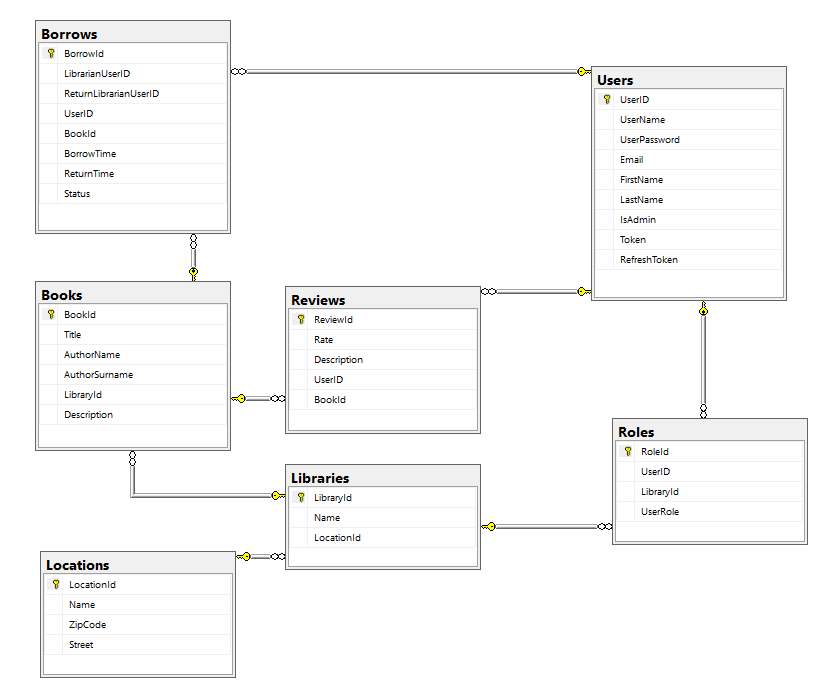 Borrows
BorrowId
LibrarianUserID
ReturnLibrarianUserID
UserID
BookId
BorrowTime
ReturnTime
Status
Users
UserID
UserName
UserPassword
Email
FirstName
LastName
IsAdmin
Token
RefreshToken
Books
BookId
Title
AuthorName
AuthorSurname
LibraryId
Description
Reviews
ReviewId
Rate
Description
UserID
BookId
Roles
RoleId
UserID
LibraryId
UserRole
Libraries
LibraryId
Name
LocationId
Locations
LocationId
Name
ZipCode
Street